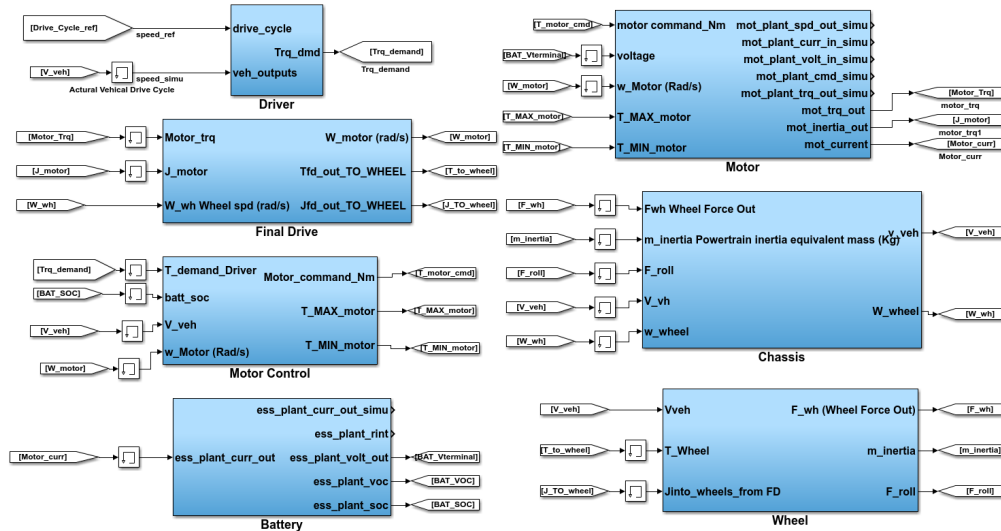 [Drive_Cycle_ref]
speed_ref
[V_veh]
speed_simu
Actural Vehical Drive Cycle
drive_cycle
Trq_dmd
veh_outputs
[Trq_demand]
Trq_demand
Driver
[Motor_Trq]
[J_motor]
[W_wh]
Motor_trq
W_motor (rad/s)
J_motor
Tfd_out_TO_WHEEL
W_wh Wheel spd (rad/s)
Jfd_out_TO_WHEEL
[W_motor]
[T_to_wheel]
[J_TO_wheel]
Final Drive
[Trq_demand]
[BAT_SOC]
[V_veh]
[W_motor]
T_demand_Driver
Motor_command_Nm
batt_soc
T_MAX_motor
V_veh
T_MIN_motor
w_Motor (Rad/s)
[T_motor_cmd]
[T_MAX_motor]
[T_MIN_motor]
Motor Control
[Motor_curr]
ess_plant_curr_out_simu
ess_plant_rint
ess_plant_curr_out
ess_plant_volt_out
ess_plant_voc
ess_plant_soc
[BAT_Vterminal]
[BAT_VOC]
[BAT_SOC]
Battery
[T_motor_cmd]
[BAT_Vterminal]
[W_motor]
[T_MAX_motor]
[T_MIN_motor]
motor command_Nm
voltage
w_Motor (Rad/s)
T_MAX_motor
T_MIN_motor
mot_plant_spd_out_simu
mot_plant_curr_in_simu
mot_plant_volt_in_simu
mot_plant_cmd_simu
mot_plant_trq_out_simu
mot_trq_out
mot_inertia_out
mot_current
[Motor_Trq]
motor_trq
[J_motor]
motor_trq1
[Motor_curr]
Motor_curr
Motor
[F_wh]
[m_inertia]
[F_roll]
[V_veh]
[W_wh]
Fwh Wheel Force Out
m_inertia Powertrain inertia equivalent mass (Kg)
F_roll
V_vh
w_wheel
v_veh
W_wheel
[V_veh]
[W_wh]
Chassis
[V_veh]
[T_to_wheel]
[J_TO_wheel]
Vveh
F_wh (Wheel Force Out)
T_Wheel
m_inertia
Jinto_wheels_from FD
F_roll
[F_wh]
[m_inertia]
[F_roll]
Wheel